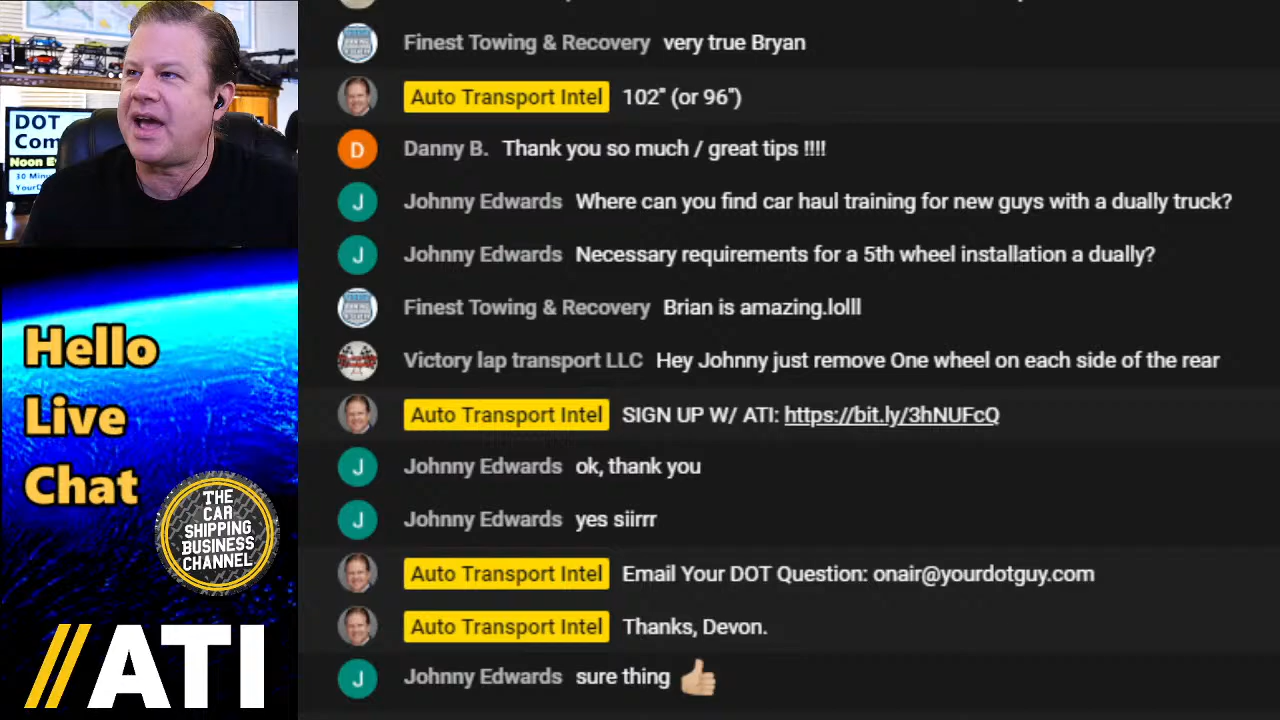 DOT
Com
Noon E
30 Minu
YourD
Hello
Live
Chat
THE
CAR
SHIPPING
BUSINESS
CHANNEL
//ATI
Finest Towing & Recovery very true Bryan
Auto Transport Intel 102" (or 96")
D Danny B. Thank you so much / great tips !!!!
J Johnny Edwards Where can you find car haul training for new guys with a dually truck?
J Johnny Edwards Necessary requirements for a 5th wheel installation a dually?
Finest Towing & Recovery Brian is amazing.lolll
Victory lap transport LLC Hey Johnny just remove One wheel on each side of the rear
Auto Transport Intel SIGN UP W/ ATI: https://bit.ly/3hNUFcQ
J Johnny Edwards ok, thank you
J Johnny Edwards yes siirrr
Auto Transport Intel Email Your DOT Question: onair@yourdotguy.com
Auto Transport Intel Thanks, Devon.
J Johnny Edwards sure thing 👍🏼